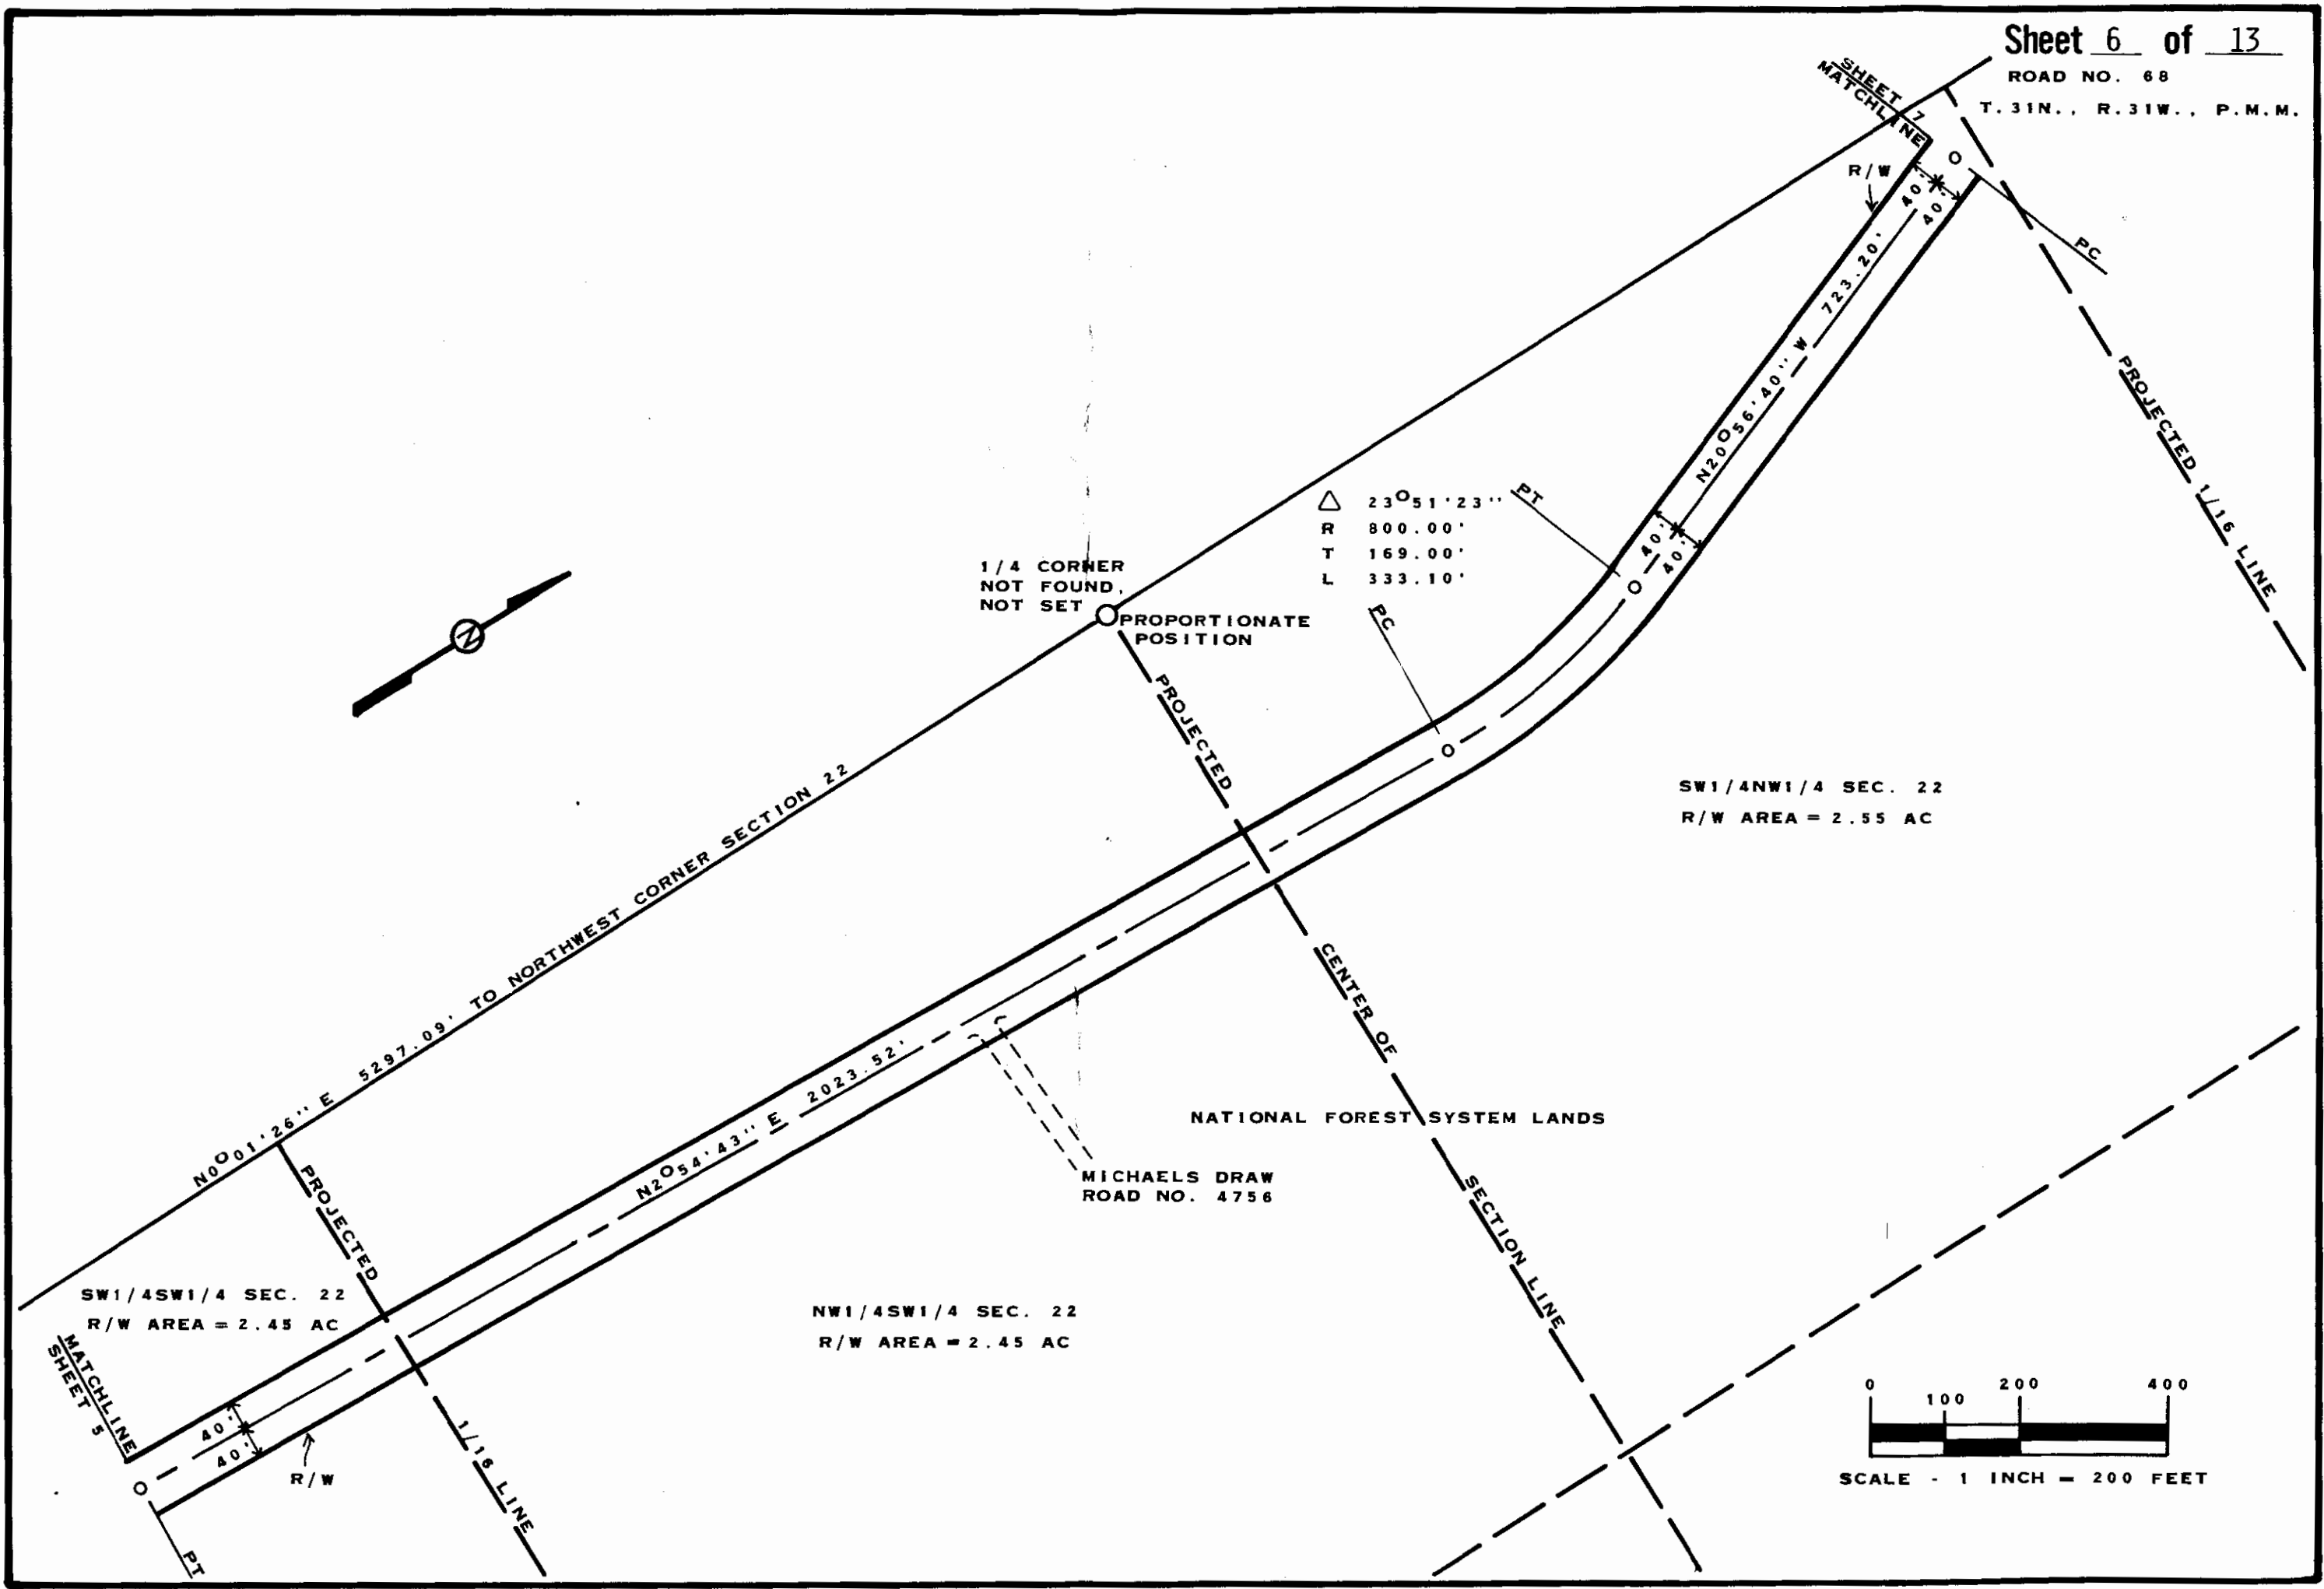 Sheet 6 of 13
ROAD NO. 68
T.31N., R.31W., P.M.M.
SHEET 7
MATCHLINE
R/W
40'
40'
PC
N20°56'40" W 723.20'
PROJECTED 1/16 LINE
△ 23°51'23"
R 800.00'
T 169.00'
L 333.10'
PT
40'
40'
1/4 CORNER
NOT FOUND,
NOT SET
PROPORTIONATE
POSITION
PC
N
PROJECTED CENTER OF SECTION LINE
SW1/4NW1/4 SEC. 22
R/W AREA = 2.55 AC
N0°01'26" E 5297.09' TO NORTHWEST CORNER SECTION 22
N2°54'43" E 2023.52'
NATIONAL FOREST SYSTEM LANDS
MICHAELS DRAW
ROAD NO. 4756
PROJECTED 1/16 LINE
SW1/4SW1/4 SEC. 22
R/W AREA = 2.45 AC
NW1/4SW1/4 SEC. 22
R/W AREA = 2.45 AC
MATCHLINE
SHEET 5
40'
40'
R/W
PT
0 100 200 400
SCALE - 1 INCH = 200 FEET